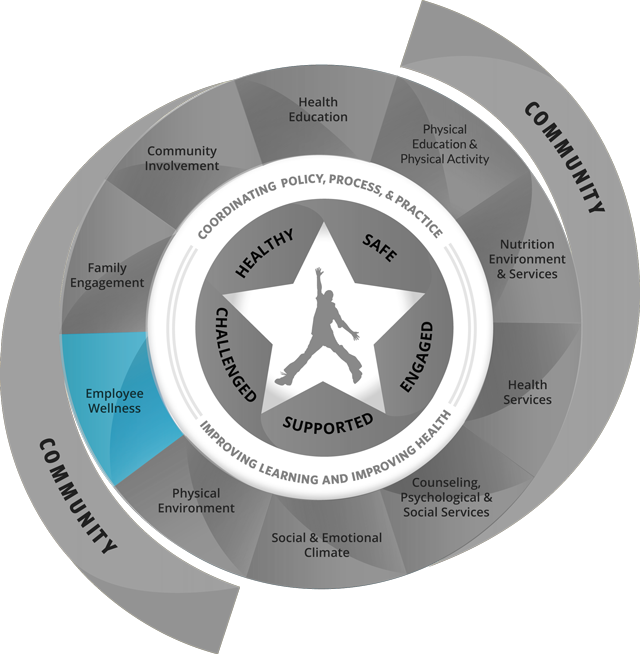 COMMUNITY
Health
Education
Physical
Education &
Physical Activity
Nutrition
Environment
& Services
Health
Services
Counseling,
Psychological &
Social Services
Social & Emotional
Climate
Physical
Environment
Employee
Wellness
Family
Engagement
Community
Involvement
COORDINATING POLICY, PROCESS, & PRACTICE
IMPROVING LEARNING AND IMPROVING HEALTH
HEALTHY
SAFE
ENGAGED
SUPPORTED
CHALLENGED
COMMUNITY